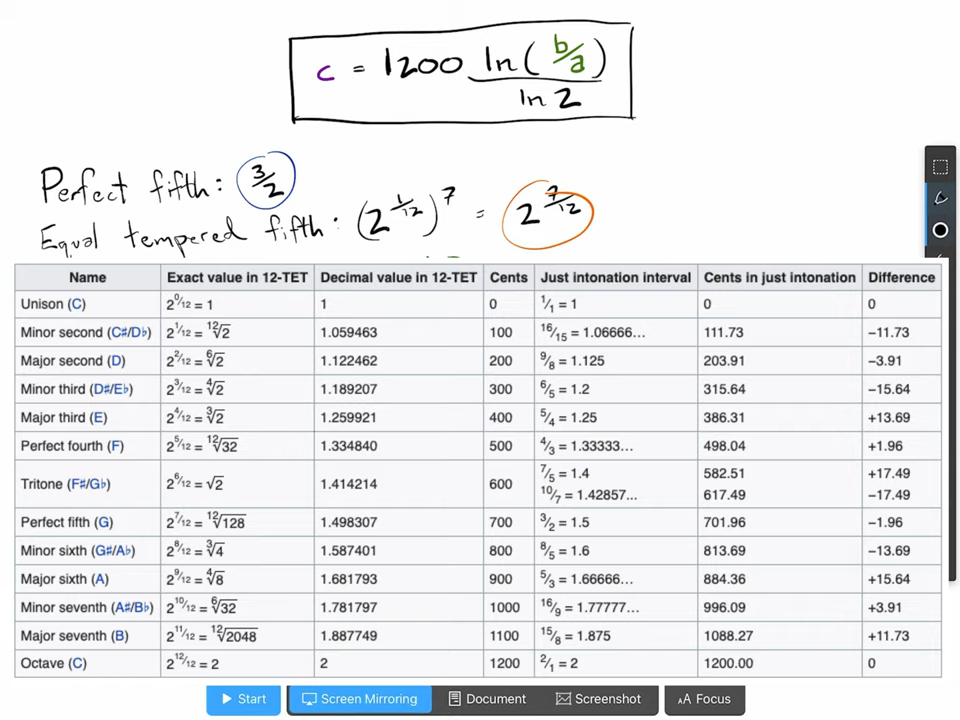 c = 1200 ln(b/a) / ln 2
Perfect fifth: 3/2
Equal tempered fifth: (2^1/12)^7 = 2^7/12
Name Exact value in 12-TET Decimal value in 12-TET Cents Just intonation interval Cents in just intonation Difference
Unison (C) 2^0/12 = 1 1 0 1/1 = 1 0 0
Minor second (C♯/D♭) 2^1/12 = ¹²√2 1.059463 100 16/15 = 1.06666... 111.73 −11.73
Major second (D) 2^2/12 = ⁶√2 1.122462 200 9/8 = 1.125 203.91 −3.91
Minor third (D♯/E♭) 2^3/12 = ⁴√2 1.189207 300 6/5 = 1.2 315.64 −15.64
Major third (E) 2^4/12 = ³√2 1.259921 400 5/4 = 1.25 386.31 +13.69
Perfect fourth (F) 2^5/12 = ¹²√32 1.334840 500 4/3 = 1.33333... 498.04 +1.96
Tritone (F♯/G♭) 2^6/12 = √2 1.414214 600 7/5 = 1.4 582.51 +17.49
10/7 = 1.42857... 617.49 −17.49
Perfect fifth (G) 2^7/12 = ¹²√128 1.498307 700 3/2 = 1.5 701.96 −1.96
Minor sixth (G♯/A♭) 2^8/12 = ³√4 1.587401 800 8/5 = 1.6 813.69 −13.69
Major sixth (A) 2^9/12 = ⁴√8 1.681793 900 5/3 = 1.66666... 884.36 +15.64
Minor seventh (A♯/B♭) 2^10/12 = ⁶√32 1.781797 1000 16/9 = 1.77777... 996.09 +3.91
Major seventh (B) 2^11/12 = ¹²√2048 1.887749 1100 15/8 = 1.875 1088.27 +11.73
Octave (C) 2^12/12 = 2 2 1200 2/1 = 2 1200.00 0
Start Screen Mirroring Document Screenshot AA Focus